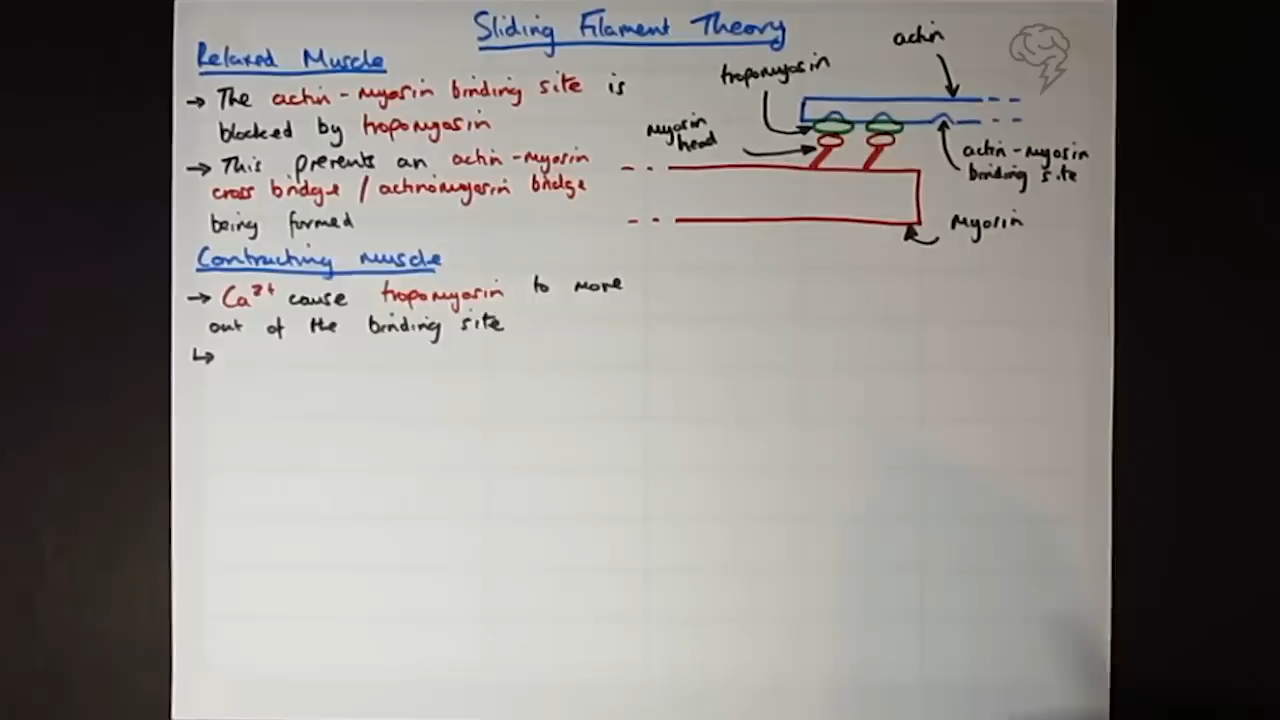 Sliding Filament Theory
Relaxed Muscle
→ The actin-myosin binding site is
blocked by tropomyosin
→ This prevents an actin-myosin
cross bridge / actinomyosin bridge
being formed
Contracting muscle
→ Ca²⁺ cause tropomyosin to move
out of the binding site
↳
actin
tropomyosin
myosin
head
actin-myosin
binding site
Myosin